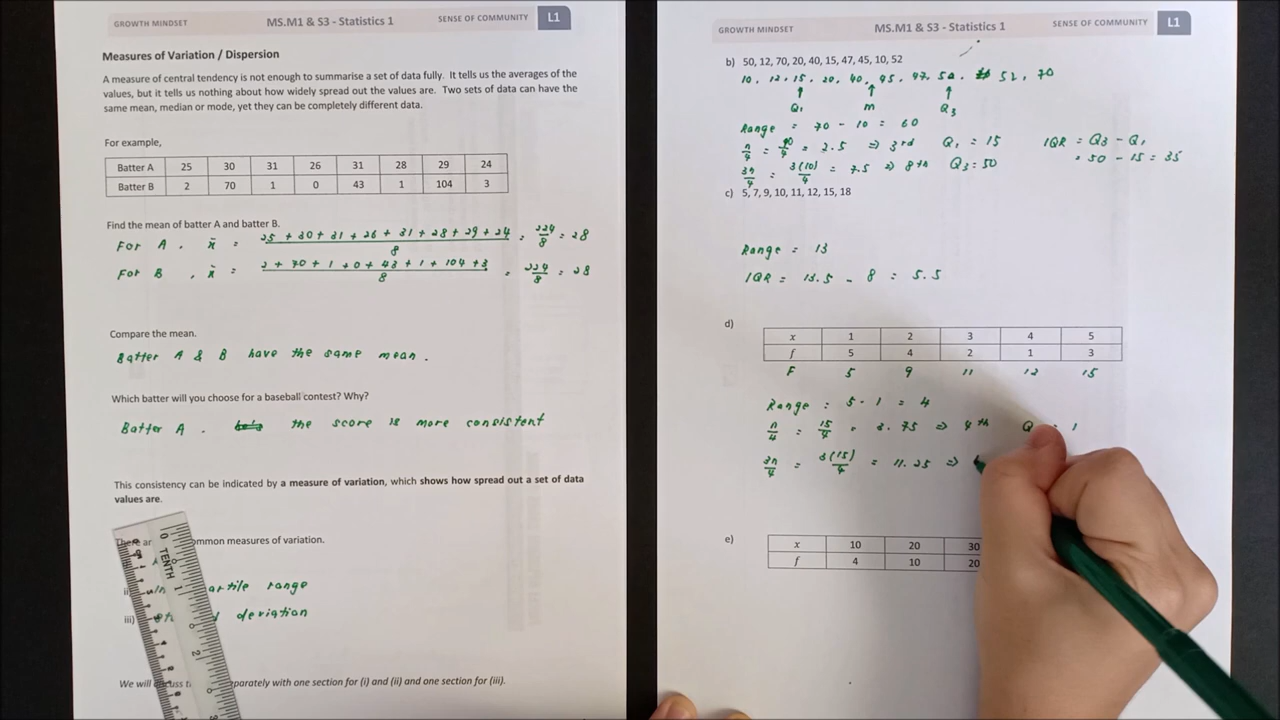 GROWTH MINDSET MS.M1 & S3 - Statistics 1 SENSE OF COMMUNITY L1
Measures of Variation / Dispersion
A measure of central tendency is not enough to summarise a set of data fully. It tells us the averages of the
values, but it tells us nothing about how widely spread out the values are. Two sets of data can have the
same mean, median or mode, yet they can be completely different data.
For example,
Batter A 25 30 31 26 31 28 29 24
Batter B 2 70 1 0 43 1 104 3
Find the mean of batter A and batter B.
For A, x̄ = 25 + 30 + 31 + 26 + 31 + 28 + 29 + 24 / 8 = 224/8 = 28
For B, x̄ = 2 + 70 + 1 + 0 + 43 + 1 + 104 + 3 / 8 = 224/8 = 28
Compare the mean.
Batter A & B have the same mean.
Which batter will you choose for a baseball contest? Why?
Batter A. the score is more consistent
This consistency can be indicated by a measure of variation, which shows how spread out a set of data
values are.
There ommon measures of variation.
range
iii) deviation
We will with one section for (i) and (ii) and one section for (iii).
0 TENTH 1
2
GROWTH MINDSET MS.M1 & S3 - Statistics 1 SENSE OF COMMUNITY L1
b) 50, 12, 70, 20, 40, 15, 47, 45, 10, 52
10, 12, 15, 20, 40, 45, 47, 50, 52, 70
Q1 m Q3
Range = 70 - 10 = 60
n/4 = 10/4 = 2.5 ⇒ 3rd Q1 = 15 IQR = Q3 - Q1
3n/4 = 3(10)/4 = 7.5 ⇒ 8th Q3 = 50 = 50 - 15 = 35
c) 5, 7, 9, 10, 11, 12, 15, 18
Range = 13
IQR = 13.5 - 8 = 5.5
d)
x 1 2 3 4 5
f 5 4 2 1 3
F 5 9 11 12 15
Range = 5 - 1 = 4
n/4 = 15/4 = 3.75 ⇒ 4th Q = 1
3n/4 = 3(15)/4 = 11.25 ⇒
e)
x 10 20 30
f 4 10 20